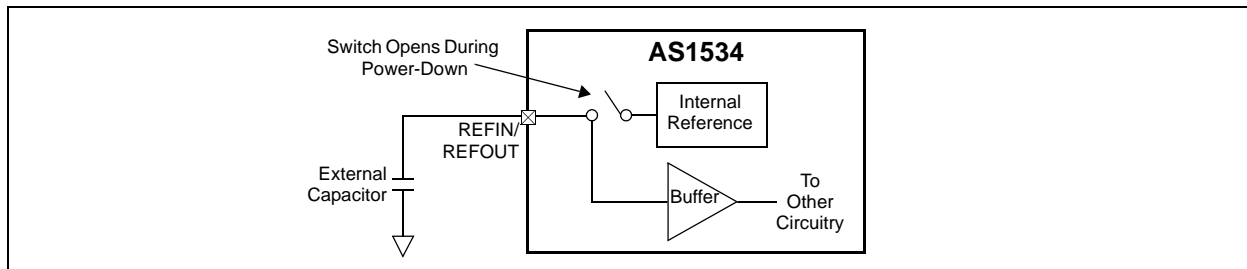 Switch Opens During
Power-Down
AS1534
Internal
Reference
REFIN/
REFOUT
External
Capacitor
Buffer
To
Other
Circuitry